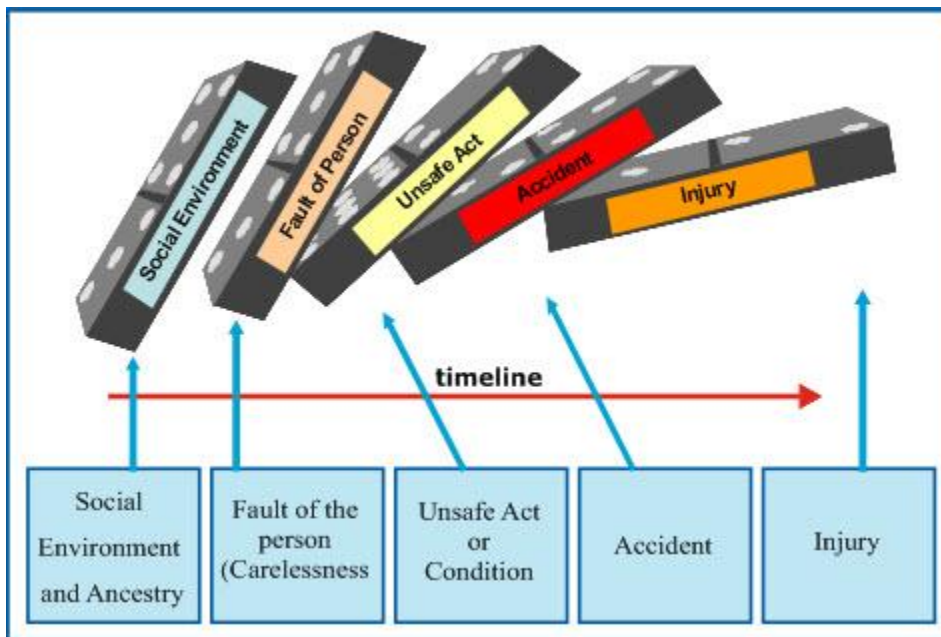 Social Environment
Fault of Person
Unsafe Act
Accident
Injury
timeline
Social
Environment
and Ancestry
Fault of the
person
(Carelessness
Unsafe Act
or
Condition
Accident
Injury